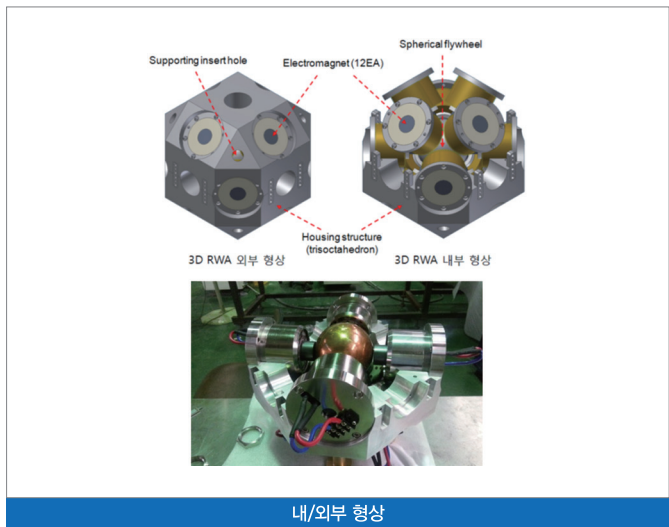 Spherical flywheel
Supporting insert hole
Electromagnet (12EA)
Housing structure
(trisoctahedron)
3D RWA 외부 형상
3D RWA 내부 형상
내/외부 형상